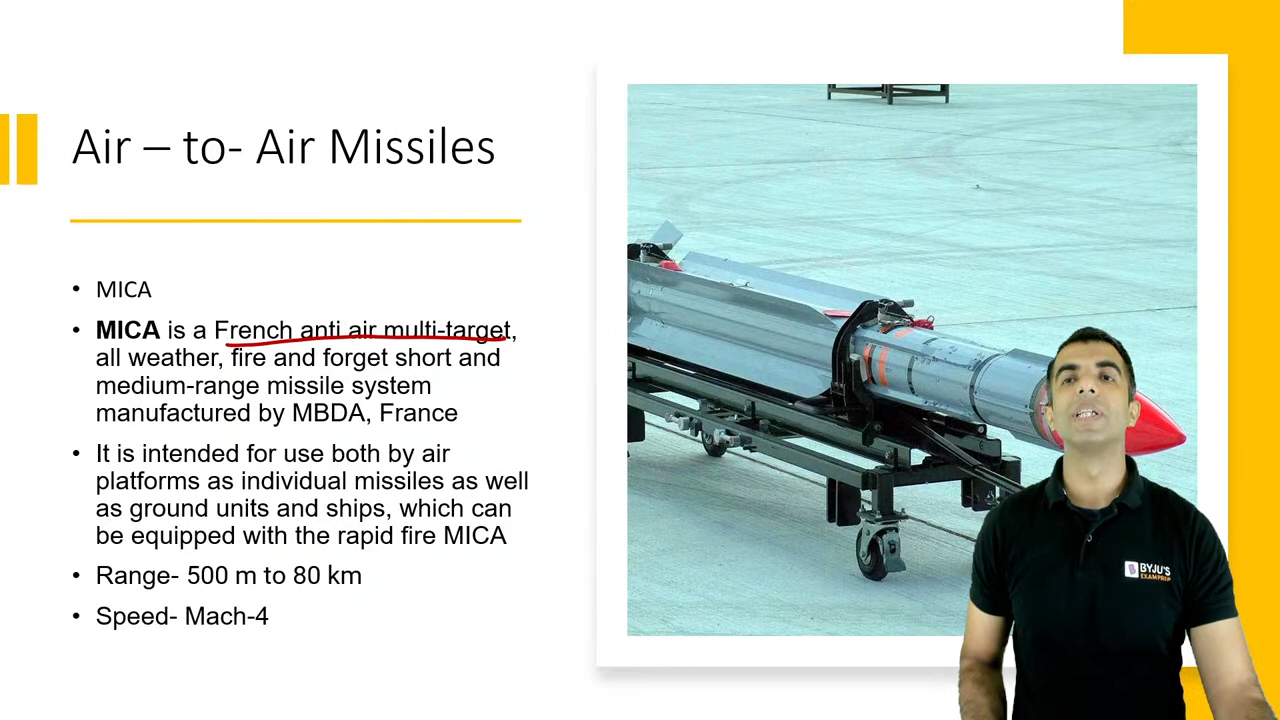 Air – to- Air Missiles
• MICA
• MICA is a French anti air multi-target,
all weather, fire and forget short and
medium-range missile system
manufactured by MBDA, France
• It is intended for use both by air
platforms as individual missiles as well
as ground units and ships, which can
be equipped with the rapid fire MICA
• Range- 500 m to 80 km
• Speed- Mach-4
BYJU'S
EXAM PREP